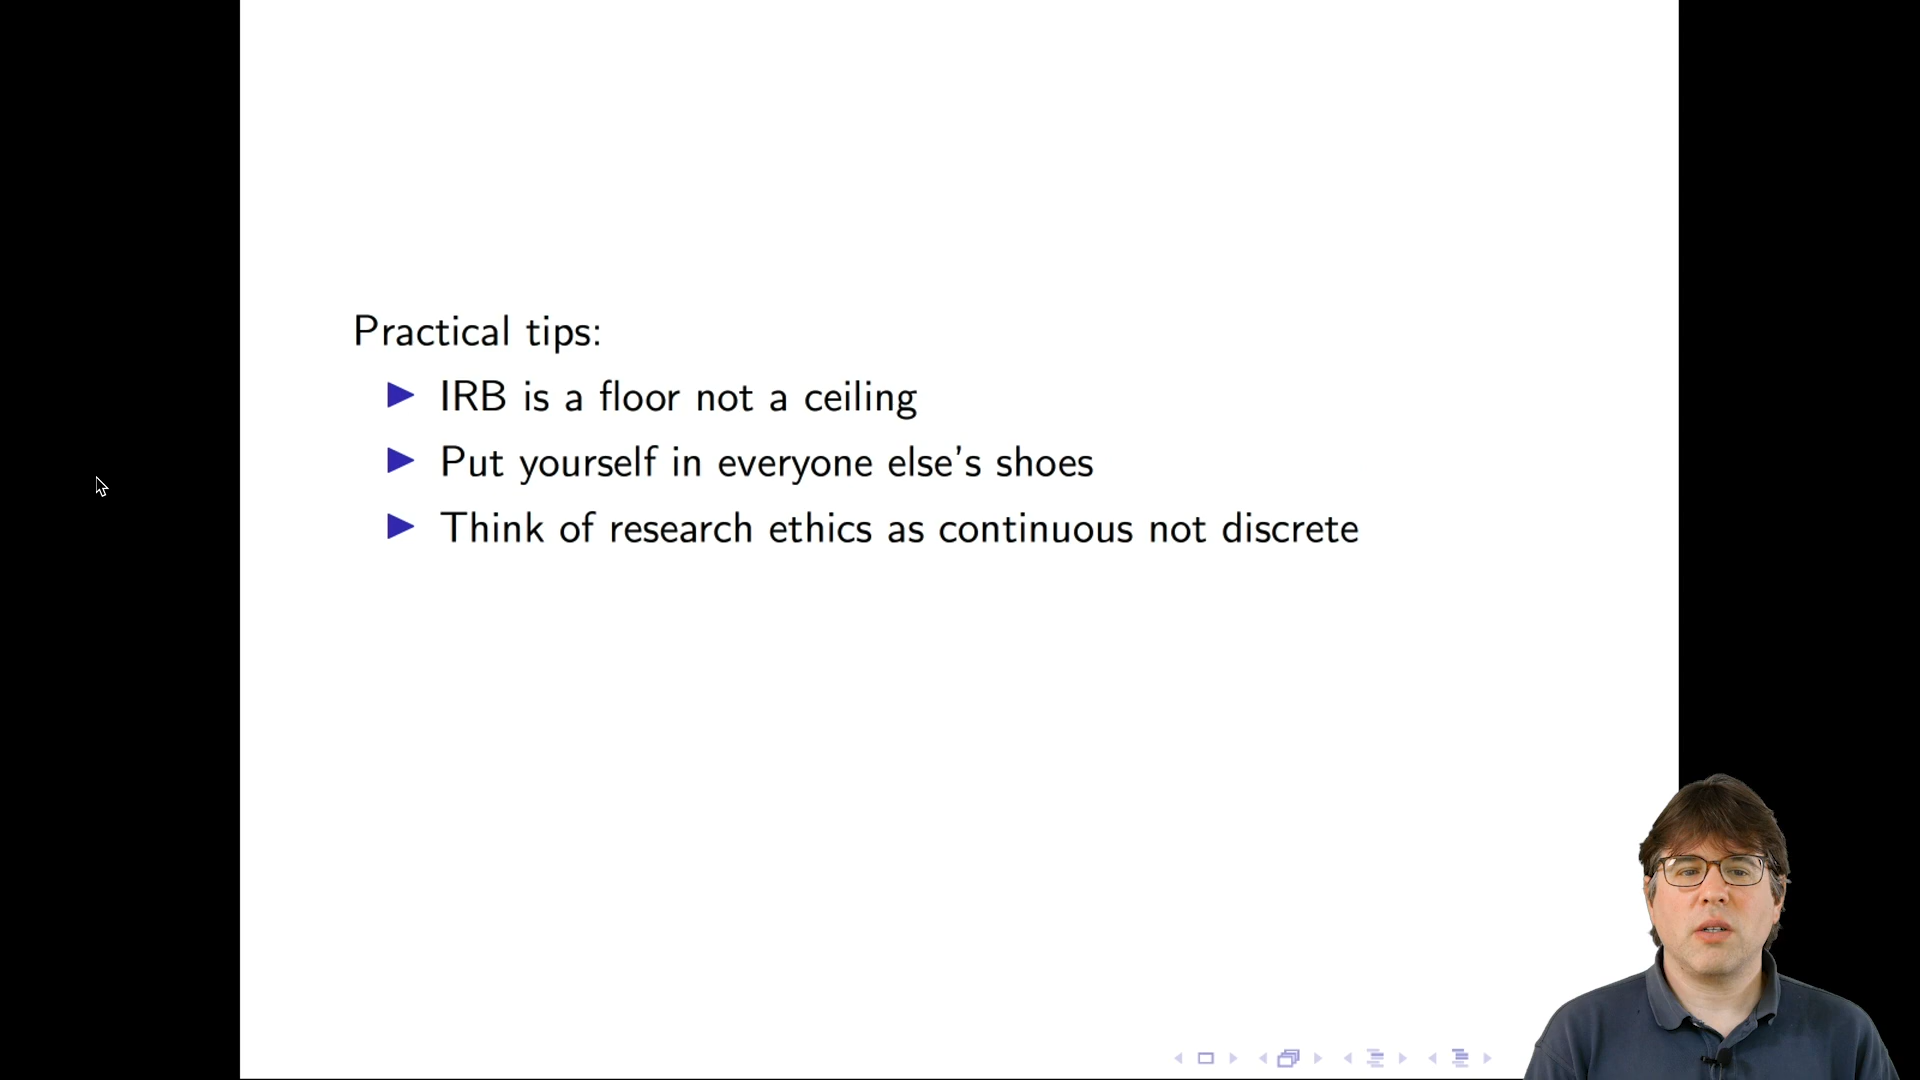 Practical tips:
IRB is a floor not a ceiling
Put yourself in everyone else's shoes
Think of research ethics as continuous not discrete